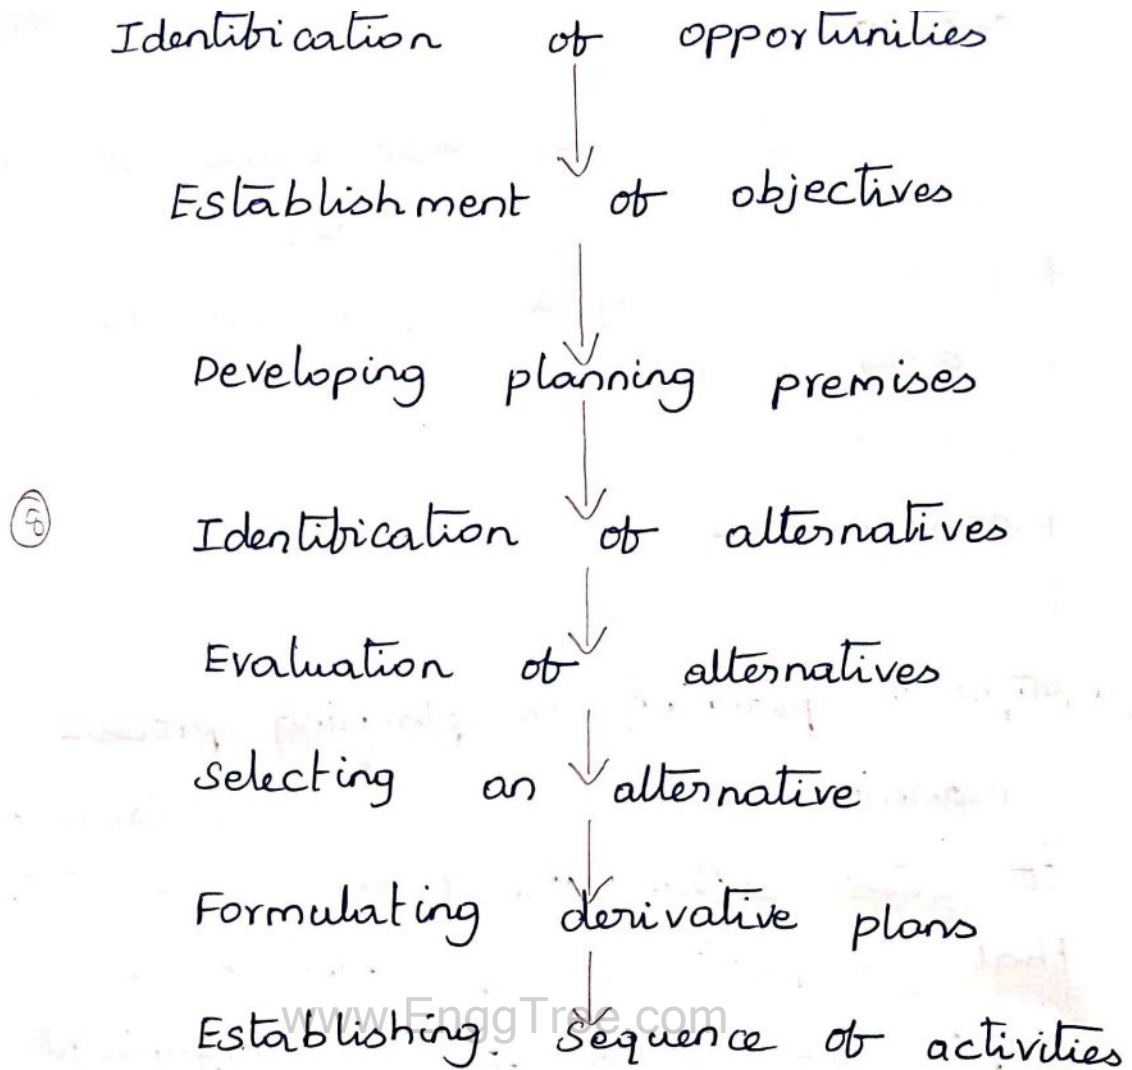 Identification of opportunities
Establishment of objectives
Developing planning premises
8
Identification of alternatives
Evaluation of alternatives
Selecting an alternative
Formulating derivative plans
Establishing sequence of activities
www.EnggTree.com